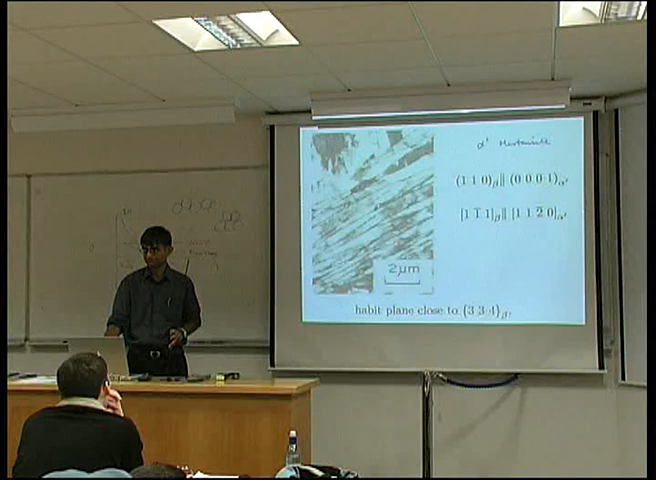 α' Martensite
(1 1 0)β ∥ (0 0 0 1)α'
[1 1̅ 1]β ∥ [1 1 2̅ 0]α'
2μm
habit plane close to {3 3 4}β